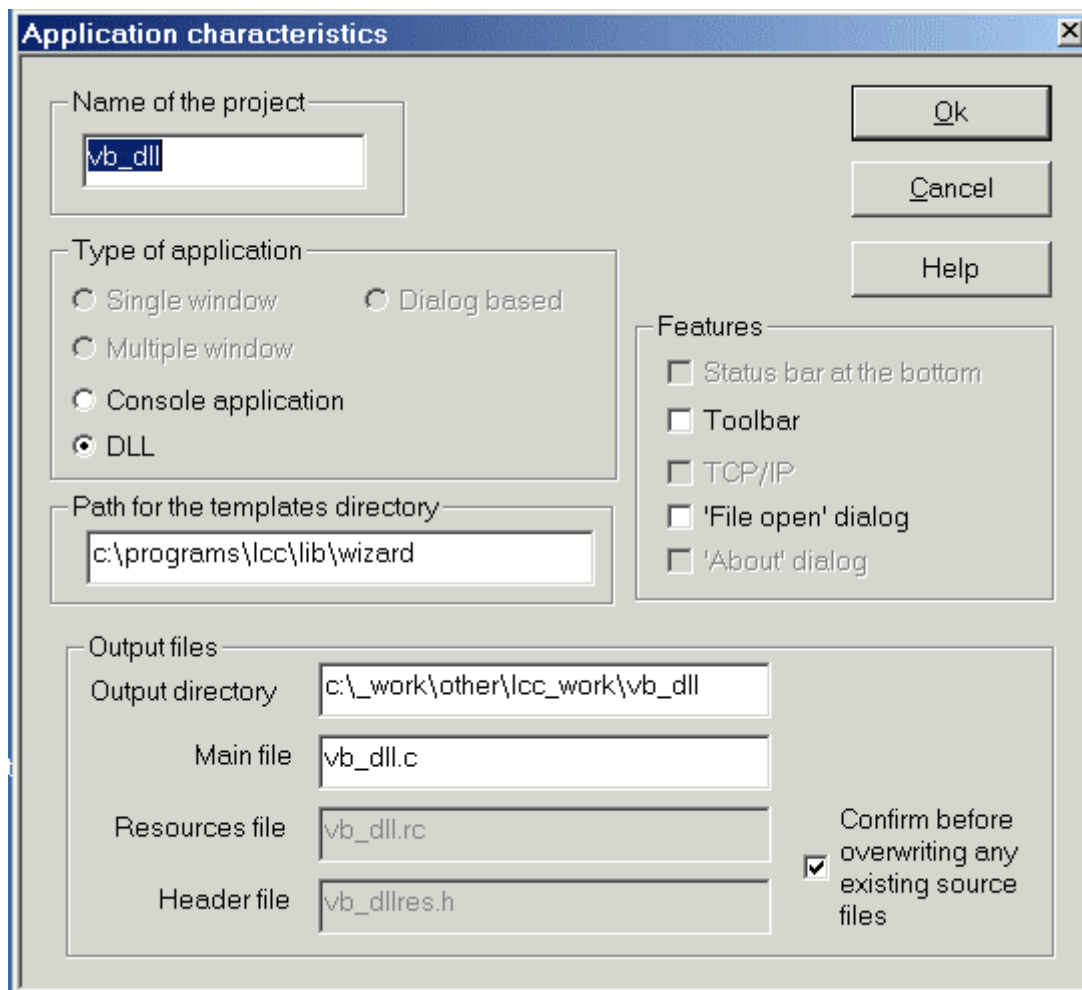 Application characteristics
Name of the project
vb_dll
Ok
Cancel
Help
Type of application
Single window
Dialog based
Multiple window
Console application
DLL
Features
Status bar at the bottom
Toolbar
TCP/IP
'File open' dialog
'About' dialog
Path for the templates directory
c:\programs\lcc\lib\wizard
Output files
Output directory
c:\_work\other\lcc_work\vb_dll
Main file
vb_dll.c
Resources file
vb_dll.rc
Header file
vb_dllres.h
Confirm before
overwriting any
existing source
files